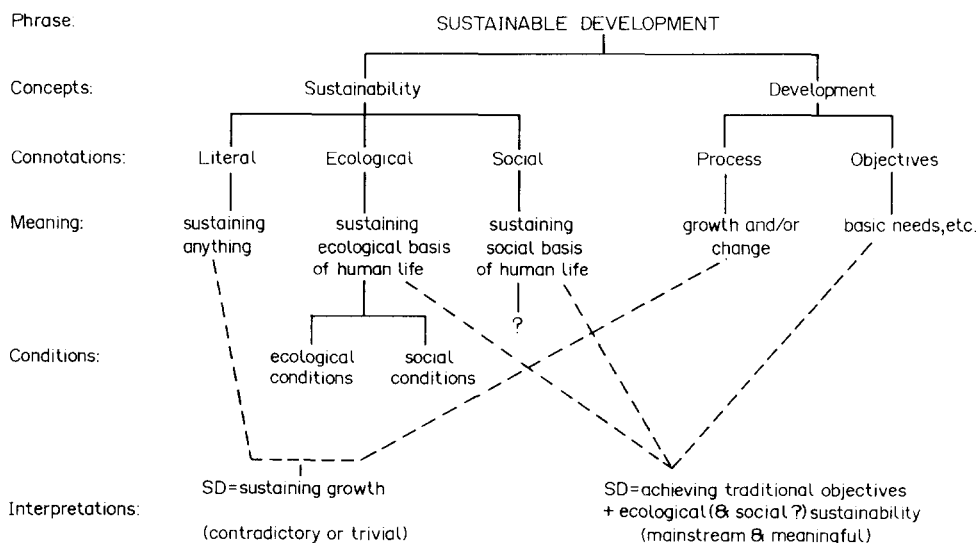 Phrase: SUSTAINABLE DEVELOPMENT
Concepts: Sustainability Development
Connotations: Literal Ecological Social Process Objectives
Meaning: sustaining sustaining sustaining growth and/or basic needs, etc.
anything ecological basis social basis change
of human life of human life
?
Conditions: ecological social
conditions conditions
SD=sustaining growth SD=achieving traditional objectives
Interpretations: + ecological (& social ?) sustainability
(contradictory or trivial) (mainstream & meaningful)